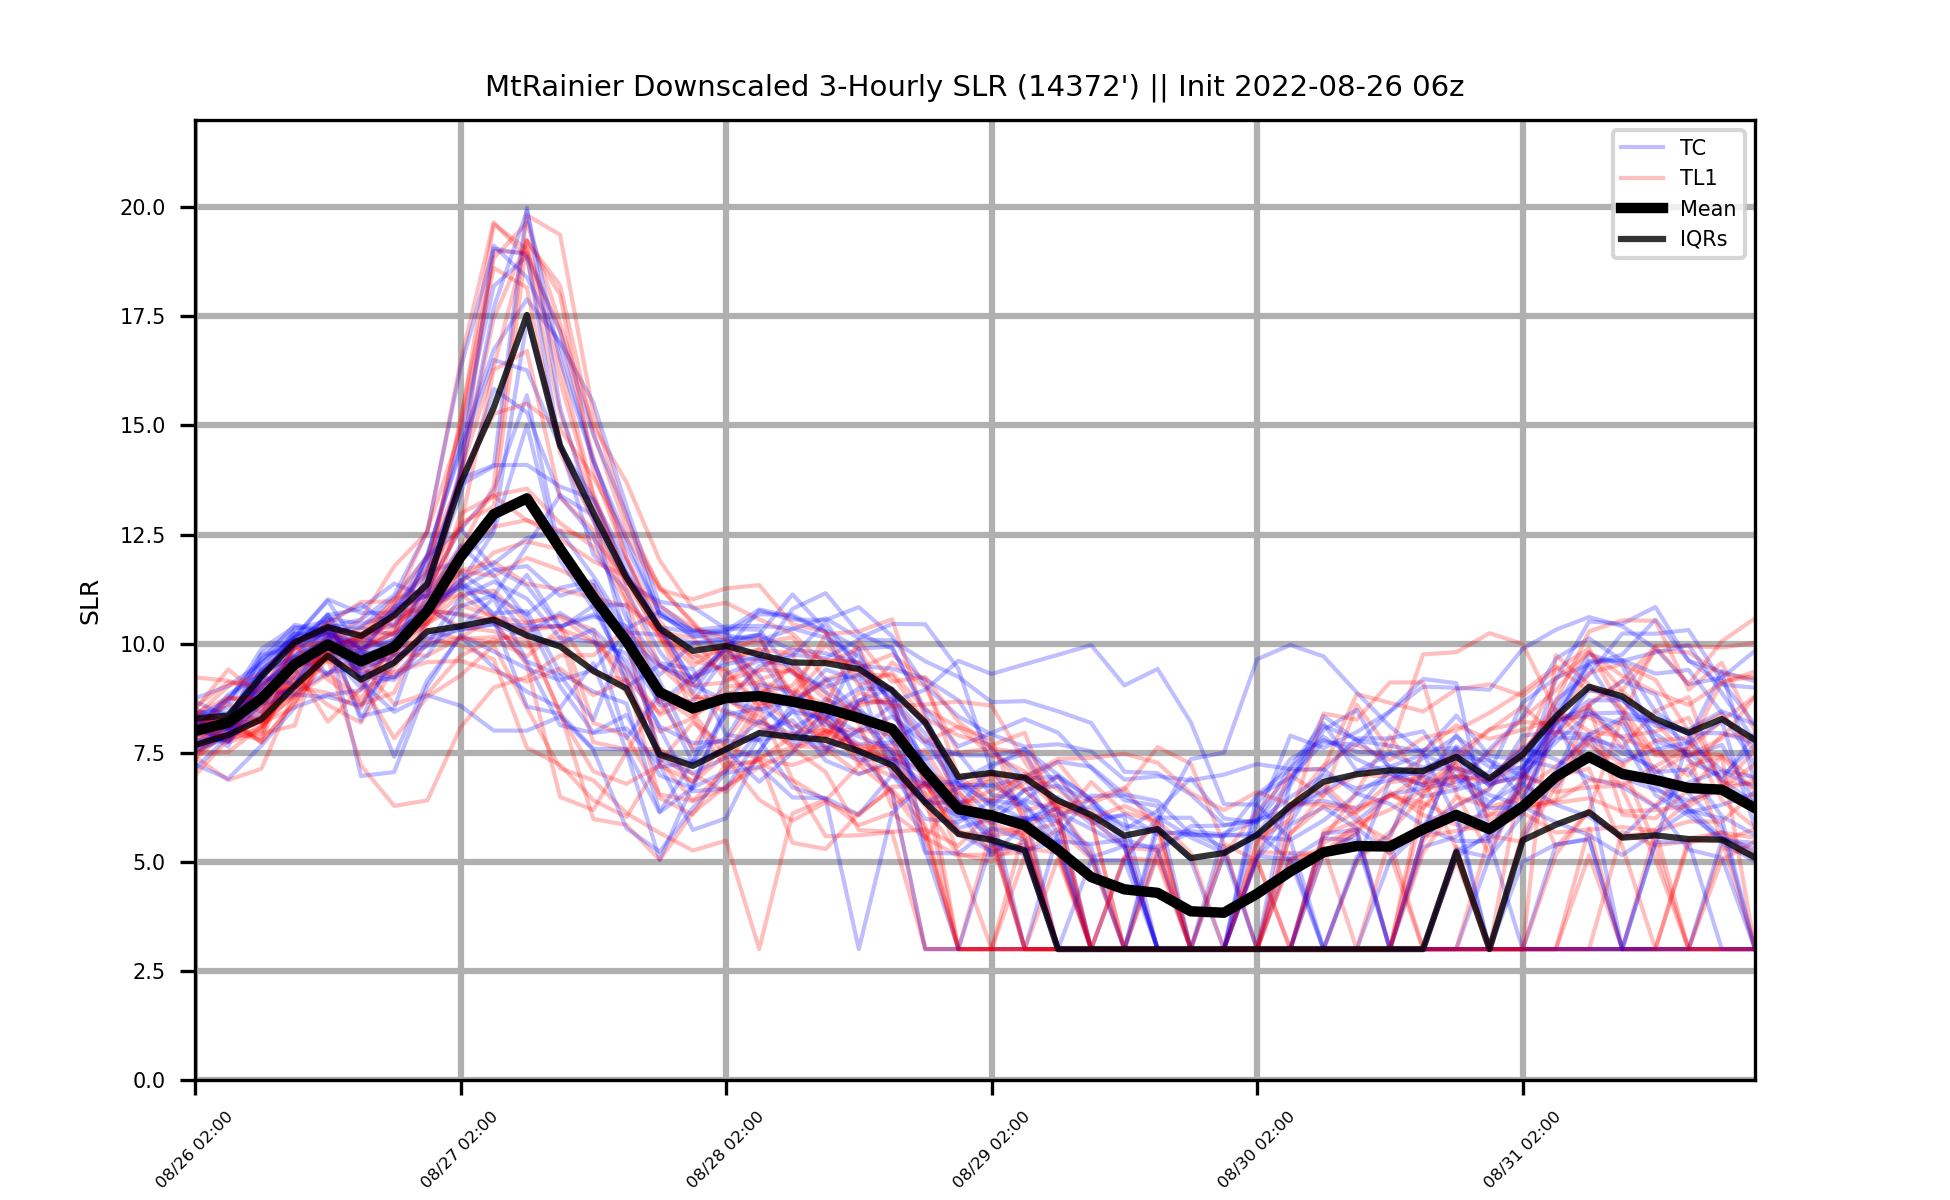 MtRainier Downscaled 3-Hourly SLR (14372') || Init 2022-08-26 06z
TC
TL1
Mean
IQRs
SLR
20.0
17.5
15.0
12.5
10.0
7.5
5.0
2.5
0.0
08/26 02:00
08/27 02:00
08/28 02:00
08/29 02:00
08/30 02:00
08/31 02:00